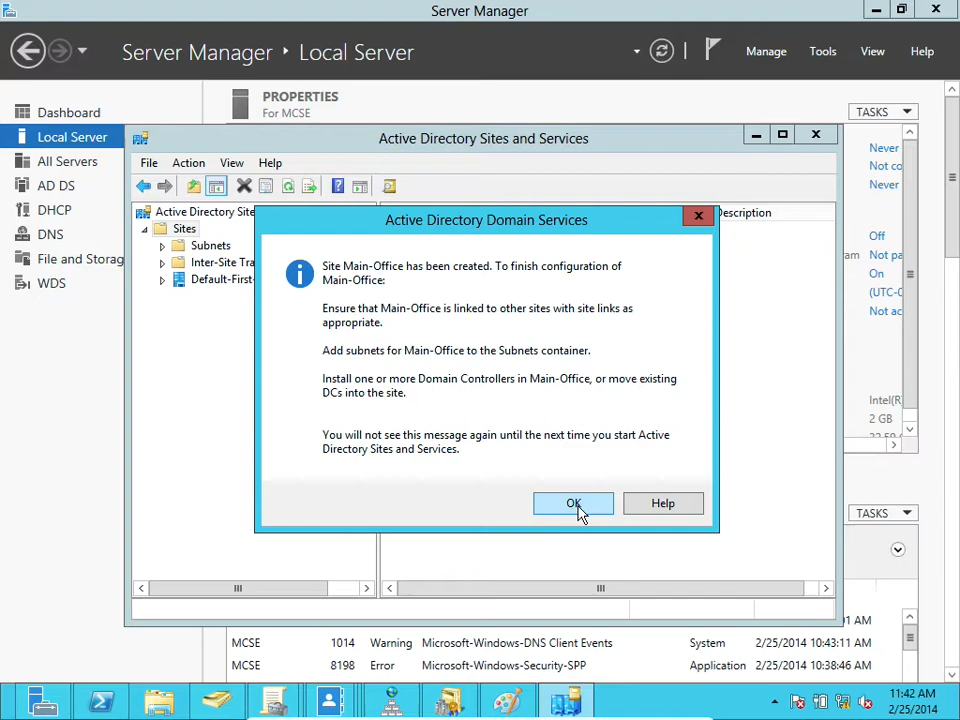 Server Manager
Server Manager
Local Server
Manage
Tools
View
Help
Dashboard
Local Server
All Servers
AD DS
DHCP
DNS
File and Storag
WDS
PROPERTIES
For MCSE
TASKS
Never
Not co
Never
Off
Not pa
On
(UTC-0
Not ac
Intel(R)
2 GB
Active Directory Sites and Services
File
Action
View
Help
Active Directory Site
Sites
Subnets
Inter-Site Tra
Default-First-
Description
Active Directory Domain Services
Site Main-Office has been created. To finish configuration of
Main-Office:
Ensure that Main-Office is linked to other sites with site links as
appropriate.
Add subnets for Main-Office to the Subnets container.
Install one or more Domain Controllers in Main-Office, or move existing
DCs into the site.
You will not see this message again until the next time you start Active
Directory Sites and Services.
OK
Help
TASKS
01 AM
MCSE 1014 Warning Microsoft-Windows-DNS Client Events System 2/25/2014 10:43:11 AM
MCSE 8198 Error Microsoft-Windows-Security-SPP Application 2/25/2014 10:38:46 AM
11:42 AM
2/25/2014